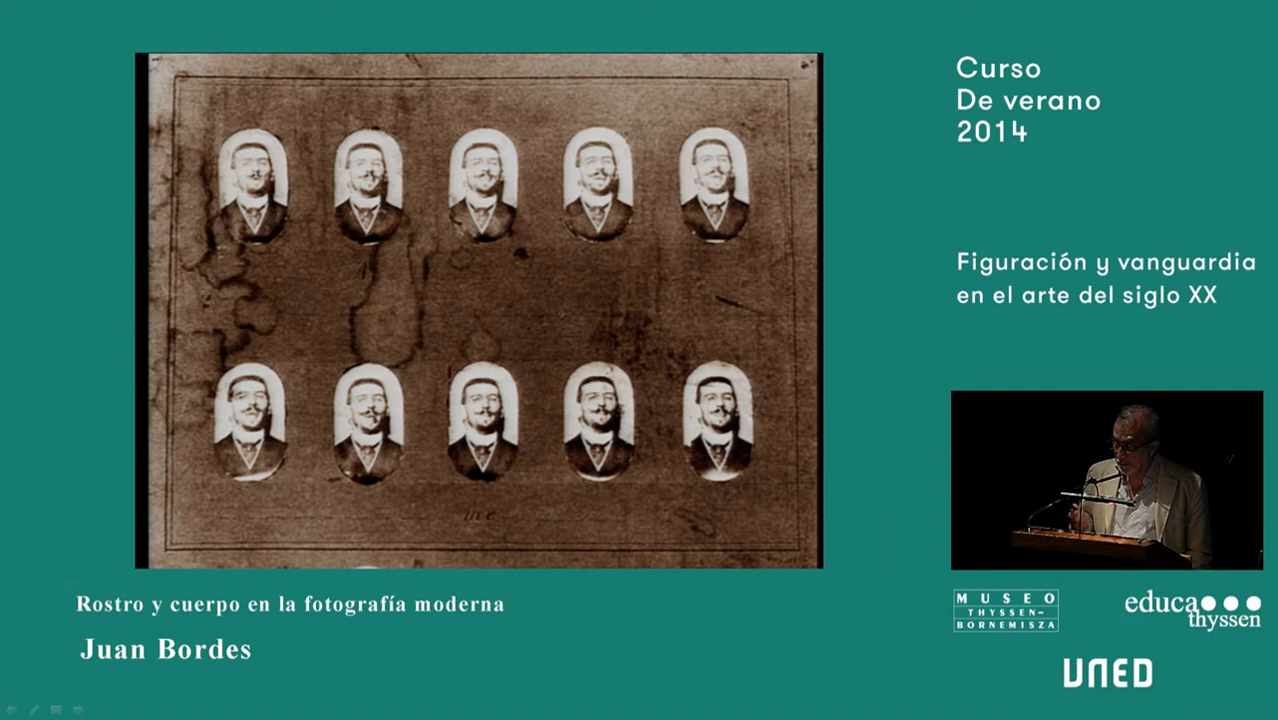 Curso
De verano
2014
Figuración y vanguardia
en el arte del siglo XX
Rostro y cuerpo en la fotografía moderna
Juan Bordes
MUSEO
THYSSEN-
BORNEMISZA
educa
thyssen
UNED